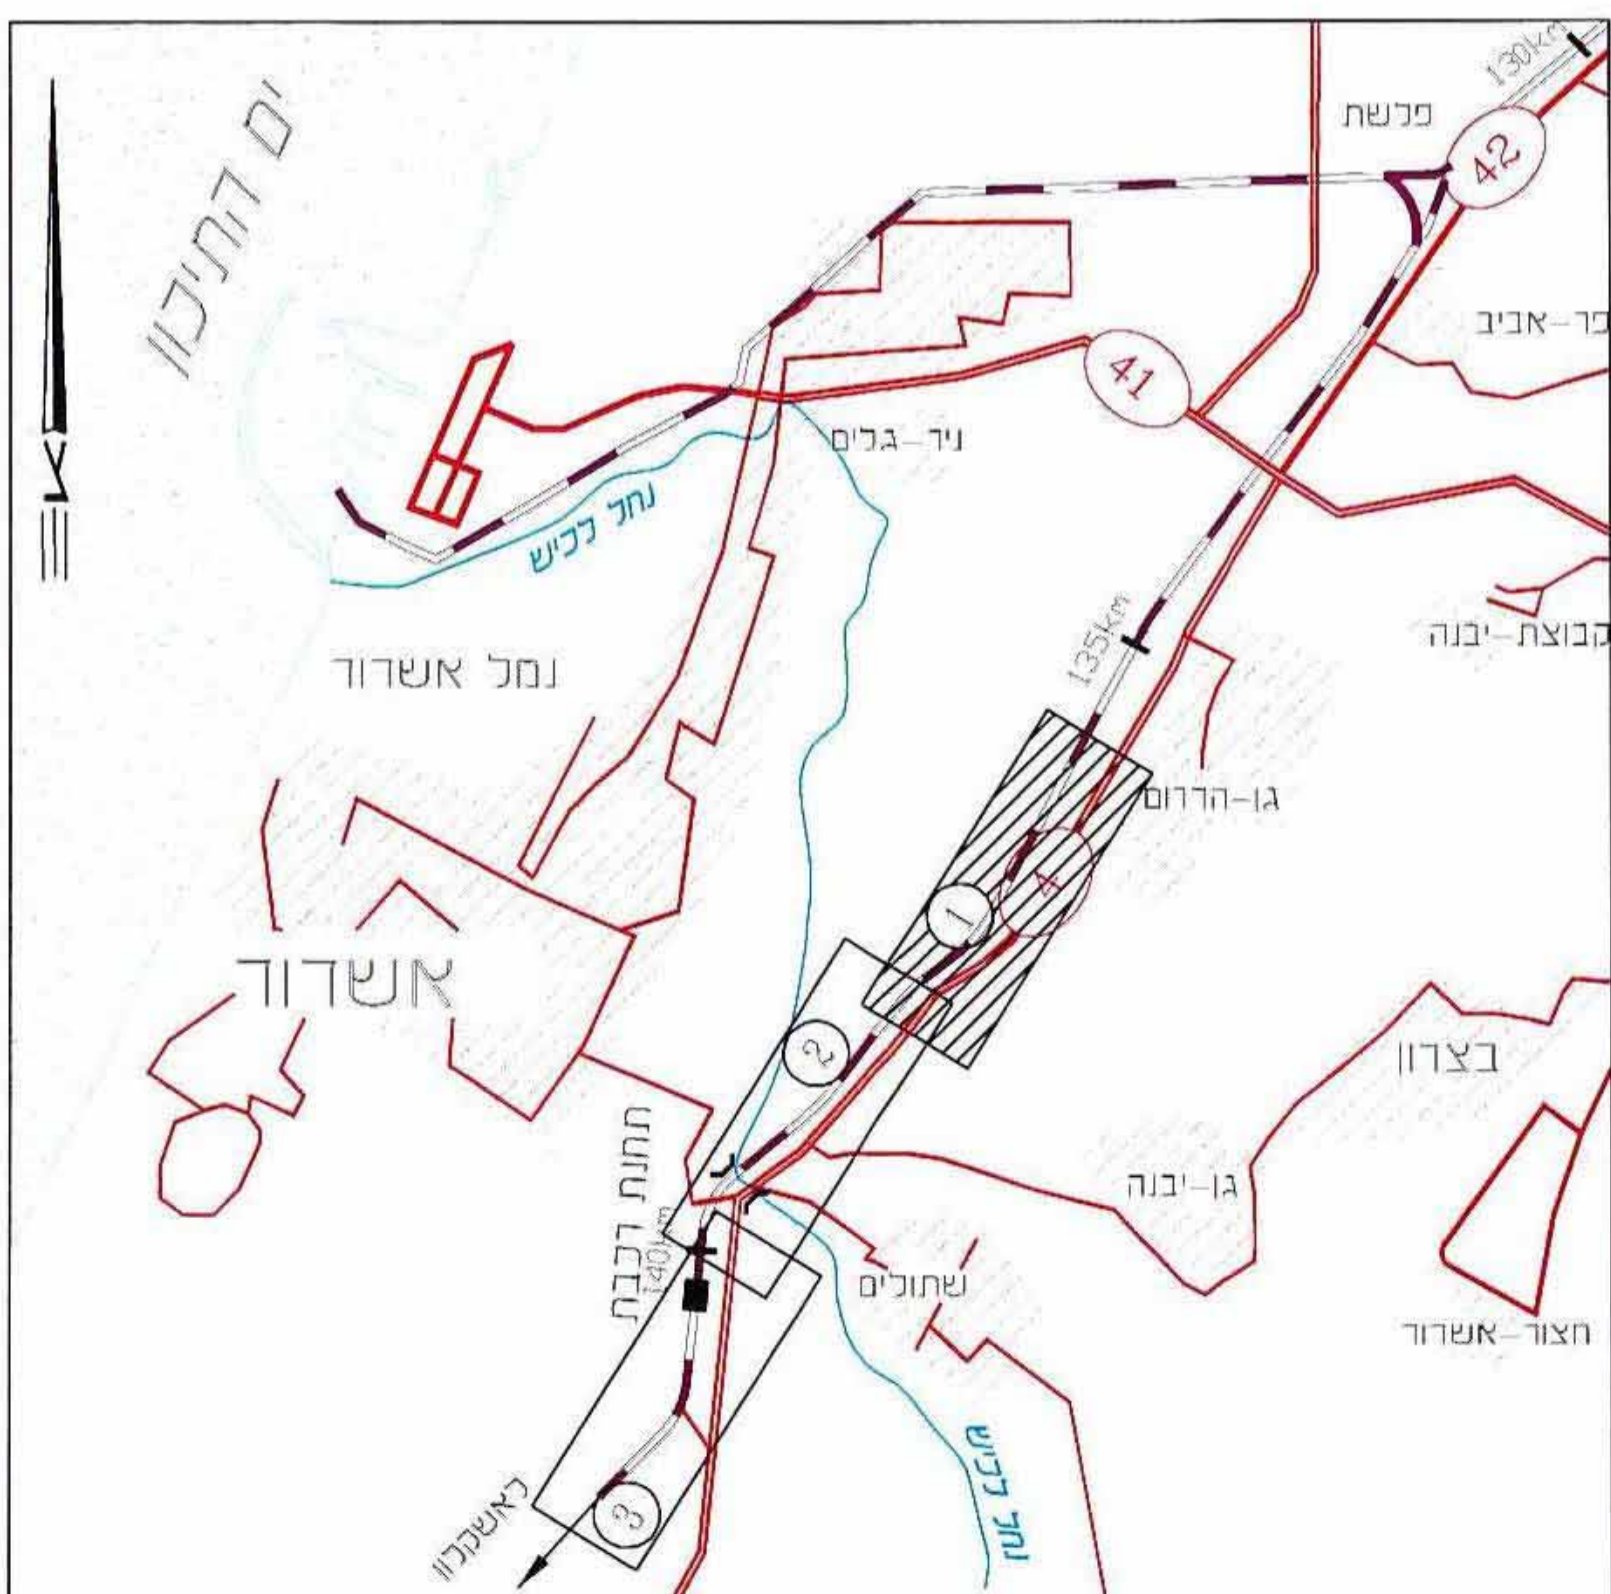 130km
פלשת
42
ים התיכון
פר-אביב
41
ניר-גלים
נחל לכיש
קבוצת-יבנה
135km
נמל אשדוד
גן-הדרום
4
1
אשדוד
2
בצרון
תחנת רכבת
140km
גן-יבנה
שתולים
חצור-אשדוד
נחל לכיש
לאשקלון
3